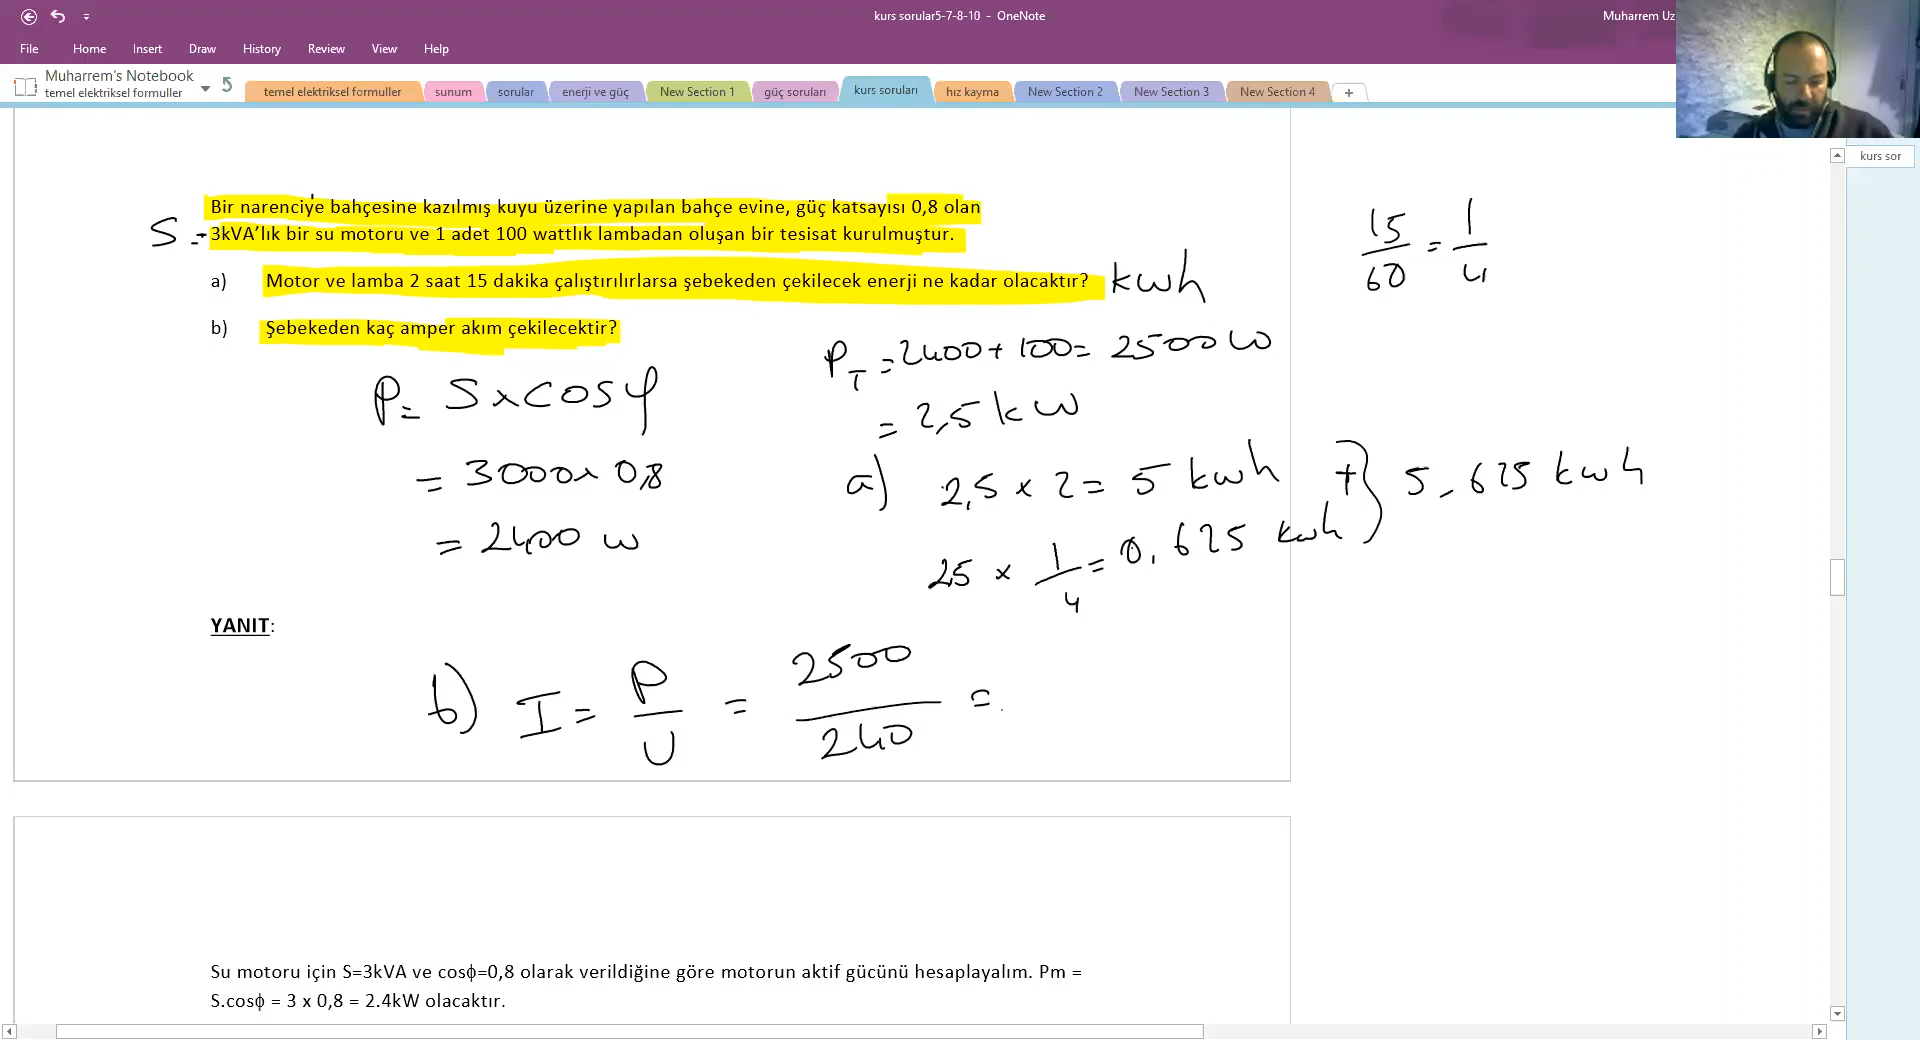 kurs sorular5-7-8-10 - OneNote
Muharrem Uz
File Home Insert Draw History Review View Help
Muharrem's Notebook
temel elektriksel formuller
temel elektriksel formuller sunum sorular enerji ve güç New Section 1 güç soruları kurs soruları hız kayma New Section 2 New Section 3 New Section 4 +
kurs sor
Bir narenciye bahçesine kazılmış kuyu üzerine yapılan bahçe evine, güç katsayısı 0,8 olan
S = 3kVA’lık bir su motoru ve 1 adet 100 wattlık lambadan oluşan bir tesisat kurulmuştur.
15/60 = 1/4
a) Motor ve lamba 2 saat 15 dakika çalıştırılırlarsa şebekeden çekilecek enerji ne kadar olacaktır? kwh
b) Şebekeden kaç amper akım çekilecektir?
P = S x cos φ
= 3000 x 0,8
= 2400 w
PT = 2400 + 100 = 2500 W
= 2,5 k W
a) 2,5 x 2 = 5 kwh
25 x 1/4 = 0,625 kwh
+ } 5,625 kwh
YANIT:
b) I = P/U = 2500/240 =
Su motoru için S=3kVA ve cosϕ=0,8 olarak verildiğine göre motorun aktif gücünü hesaplayalım. Pm =
S.cosϕ = 3 x 0,8 = 2.4kW olacaktır.